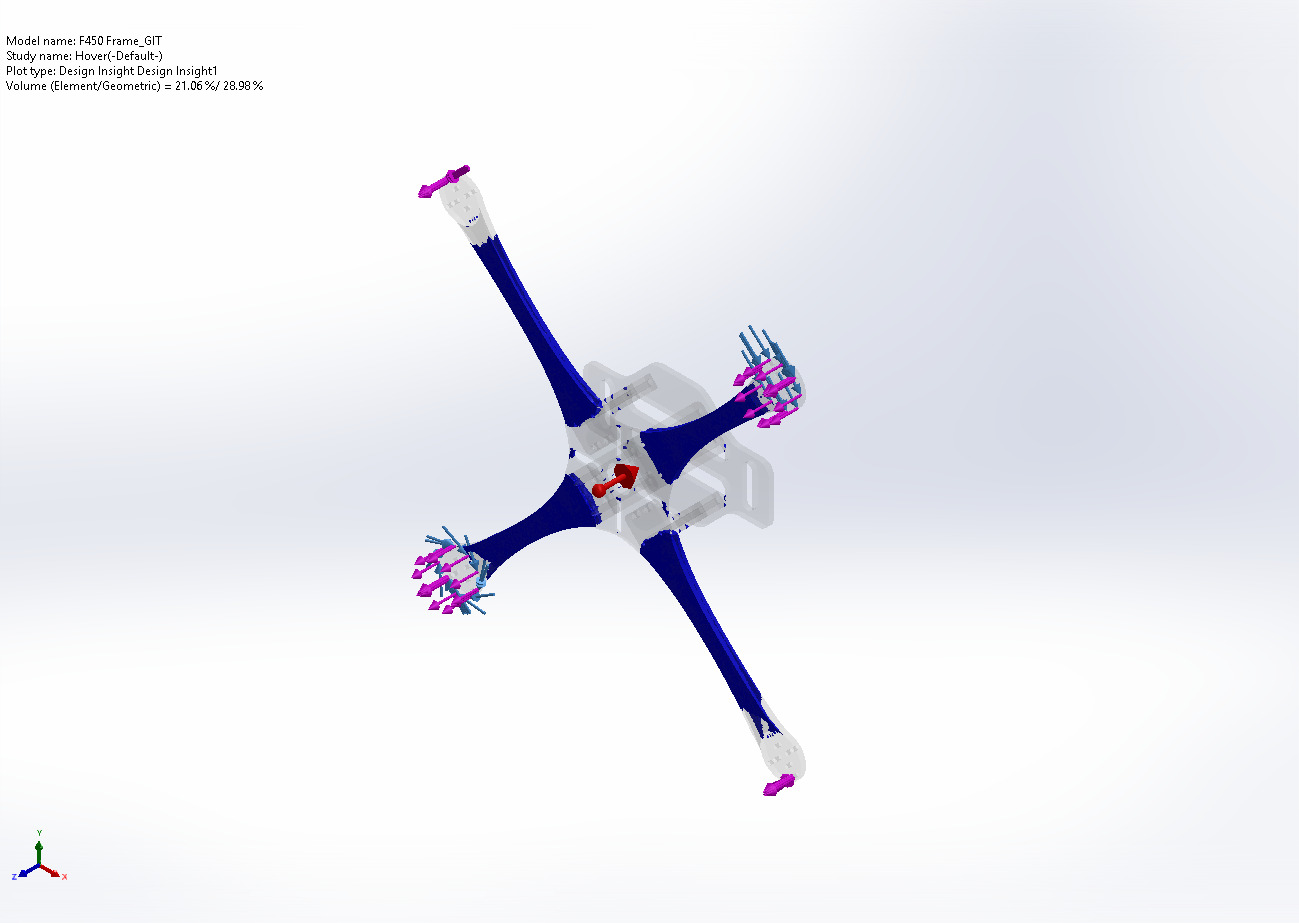 Model name: F450 Frame_GIT
Study name: Hover(-Default-)
Plot type: Design Insight Design Insight1
Volume (Element/Geometric) = 21.06 %/ 28.98 %
Y
Z
X